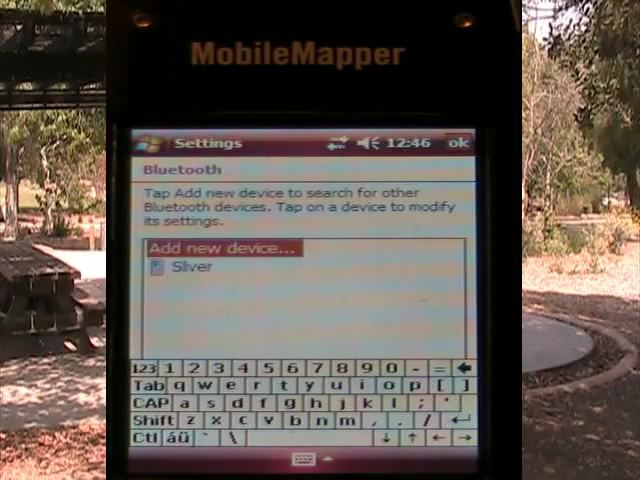 MobileMapper
Settings 12:46 ok
Bluetooth
Tap Add new device to search for other
Bluetooth devices. Tap on a device to modify
its settings.
Add new device...
Sliver
123 1 2 3 4 5 6 7 8 9 0 - =
Tab q w e r t y u i o p [ ]
CAP a s d f g h j k l ; '
Shift z x c v b n m , . /
Ctl áü ` \